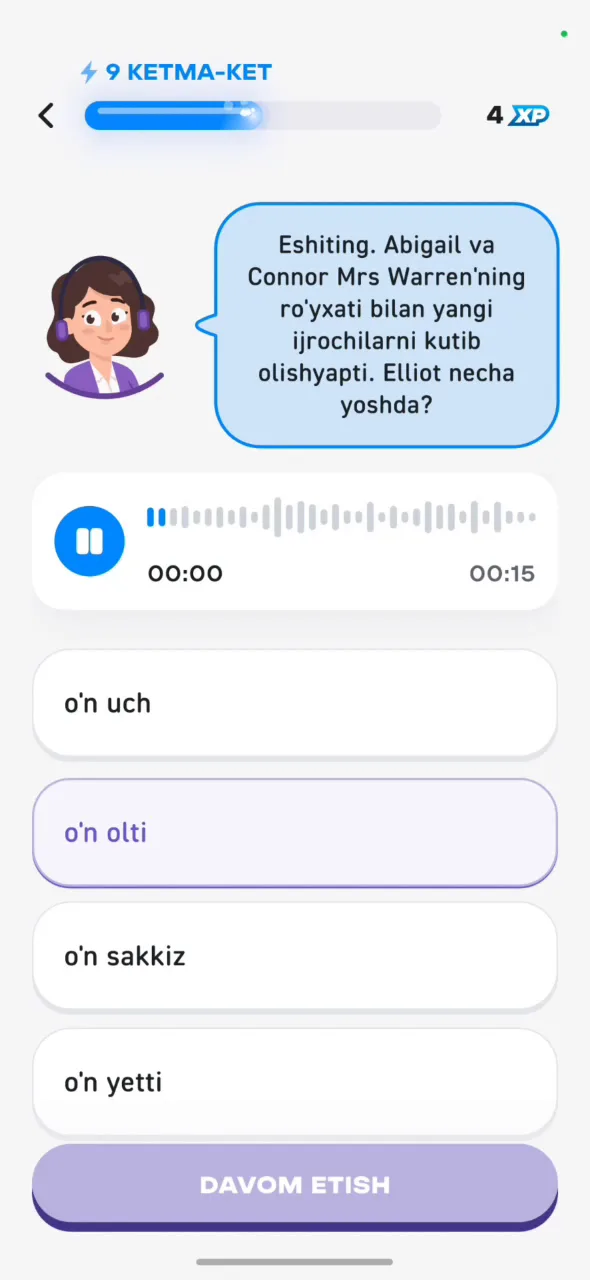 9 KETMA-KET
4 XP
Eshiting. Abigail va
Connor Mrs Warren'ning
ro'yxati bilan yangi
ijrochilarni kutib
olishyapti. Elliot necha
yoshda?
00:00
00:15
o'n uch
o'n olti
o'n sakkiz
o'n yetti
DAVOM ETISH